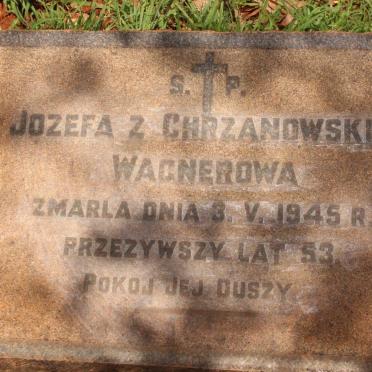 S. P.
JOZEFA Z CHRZANOWSKI
WAGNEROWA
ZMARLA DNIA 3. V. 1945 R.
PRZEZYWSZY LAT 53.
POKOJ JEJ DUSZY